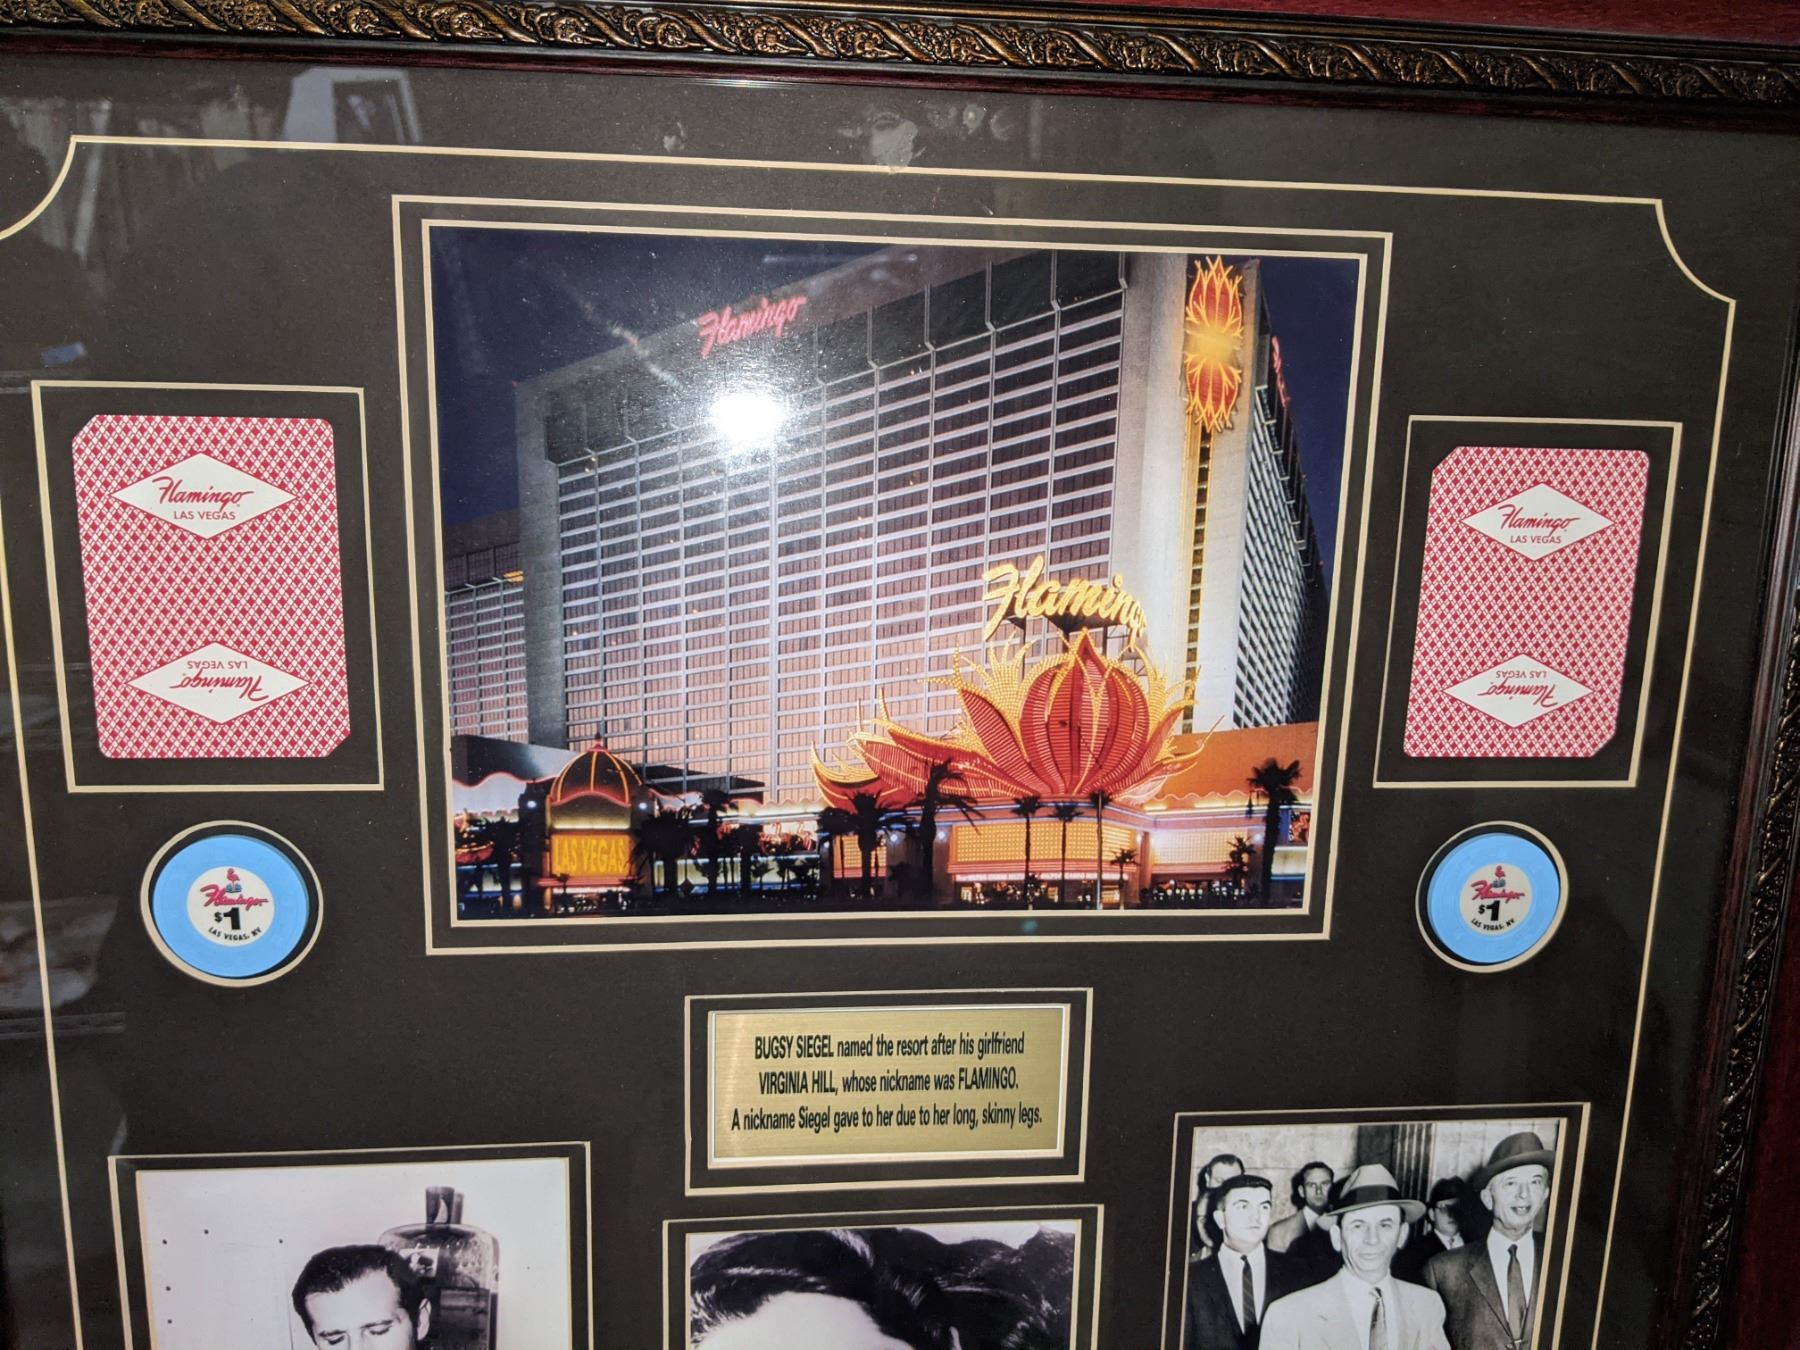 Flamingo
Flamingo
LAS VEGAS
Flamingo
LAS VEGAS
Flamingo
LAS VEGAS
Flamingo
LAS VEGAS
Flamingo
LAS VEGAS
Flamingo
$1
LAS VEGAS, NV
Flamingo
$1
LAS VEGAS, NV
BUGSY SIEGEL named the resort after his girlfriend
VIRGINIA HILL, whose nickname was FLAMINGO.
A nickname Siegel gave to her due to her long, skinny legs.